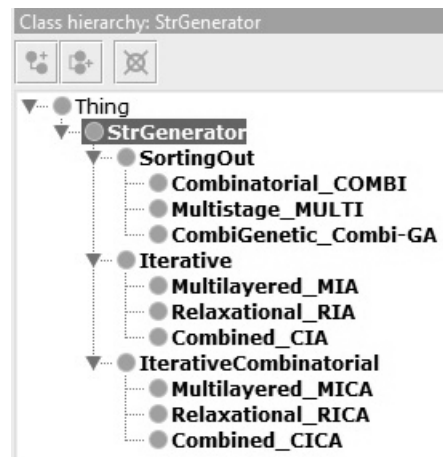 Class hierarchy: StrGenerator
Thing
StrGenerator
SortingOut
Combinatorial_COMBI
Multistage_MULTI
CombiGenetic_Combi-GA
Iterative
Multilayered_MIA
Relaxational_RIA
Combined_CIA
IterativeCombinatorial
Multilayered_MICA
Relaxational_RICA
Combined_CICA